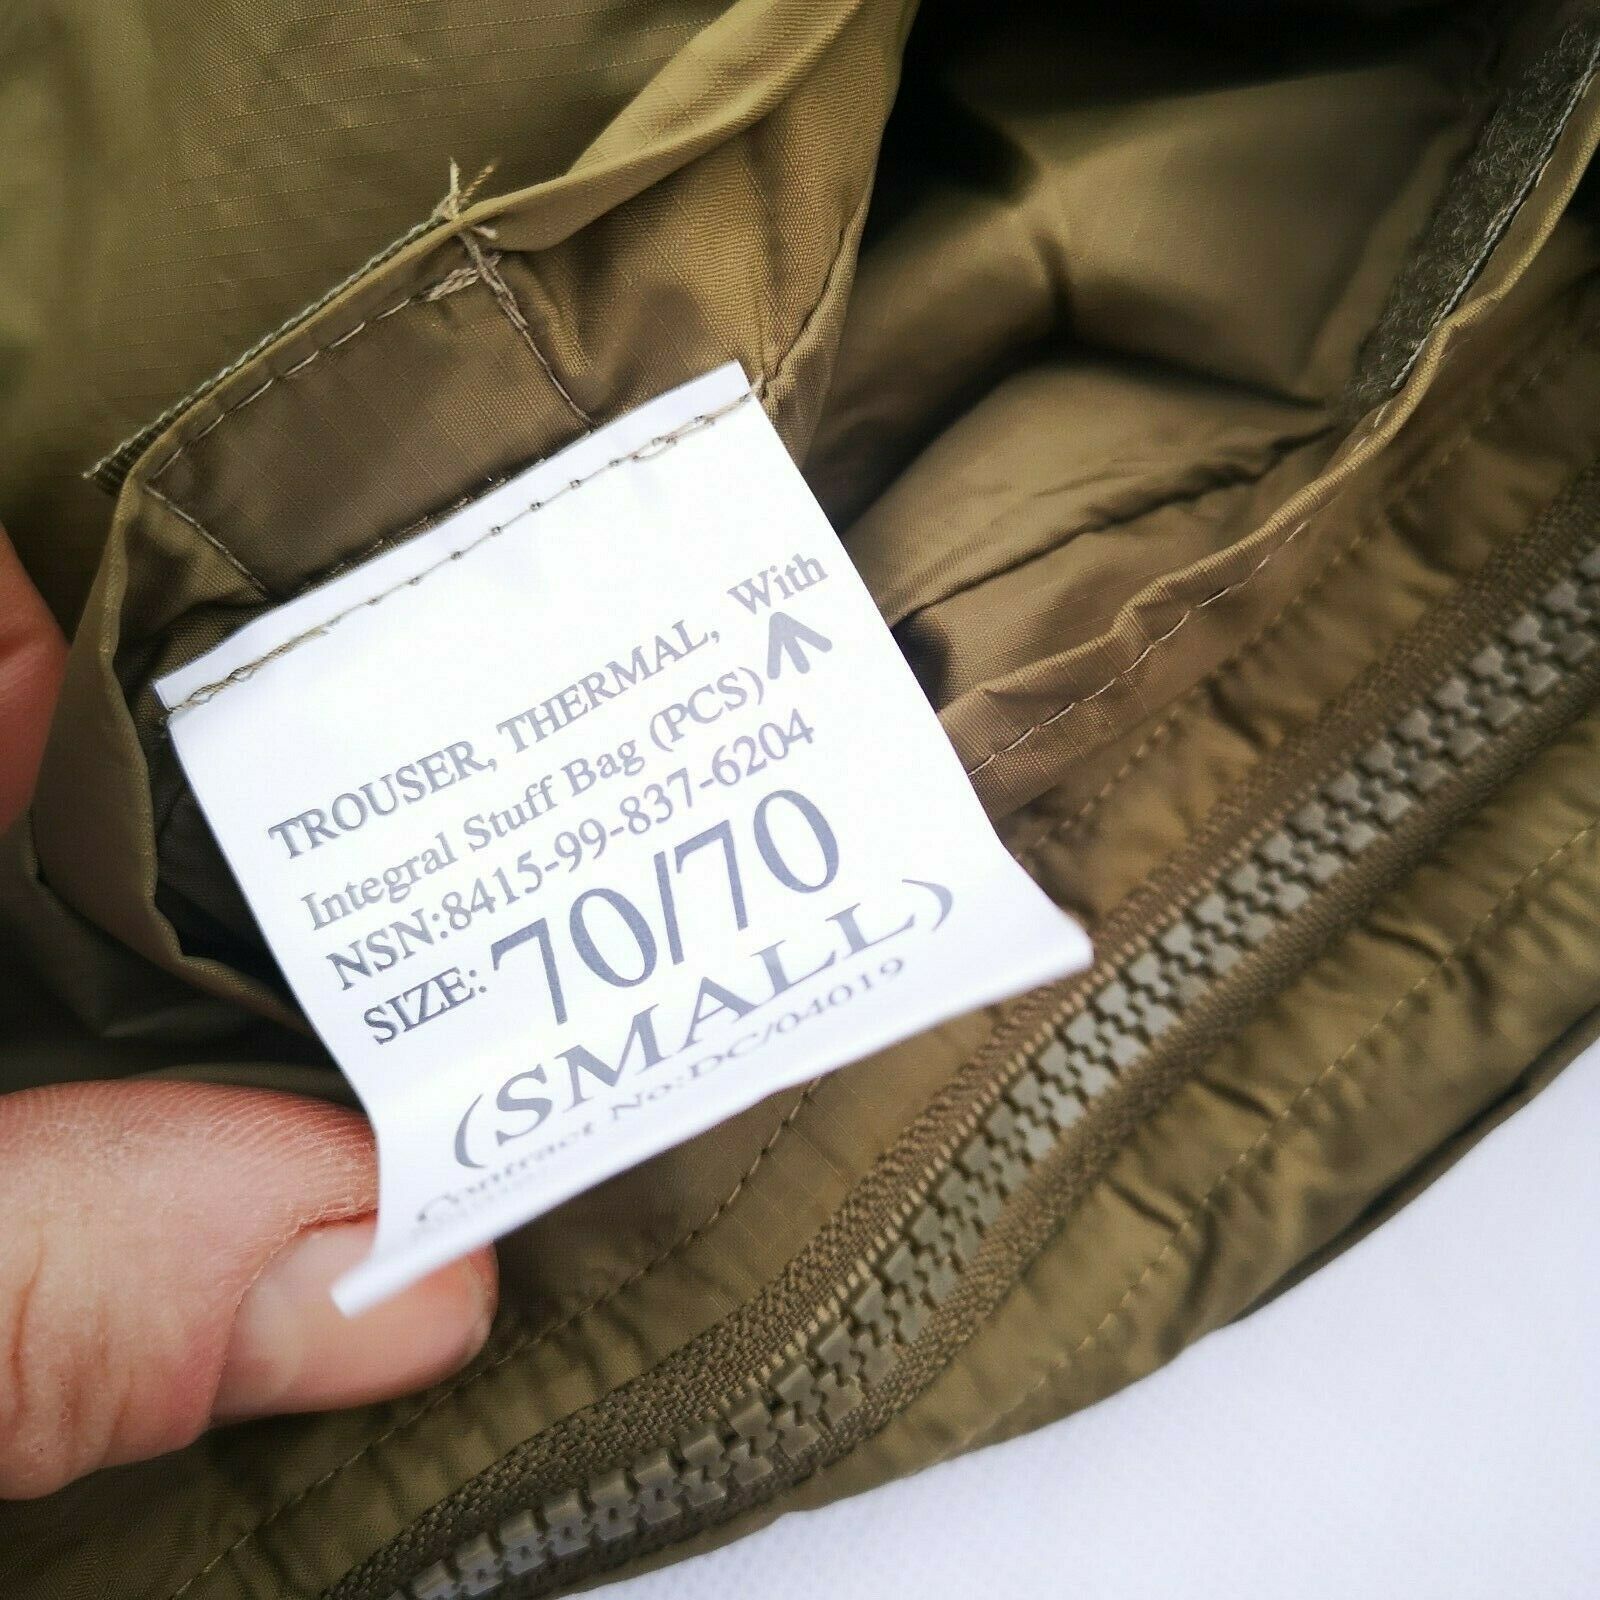 TROUSER, THERMAL, With
Integral Stuff Bag (PCS)
NSN:8415-99-837-6204
SIZE: 70/70
(SMALL)
Contract No:DC/04019